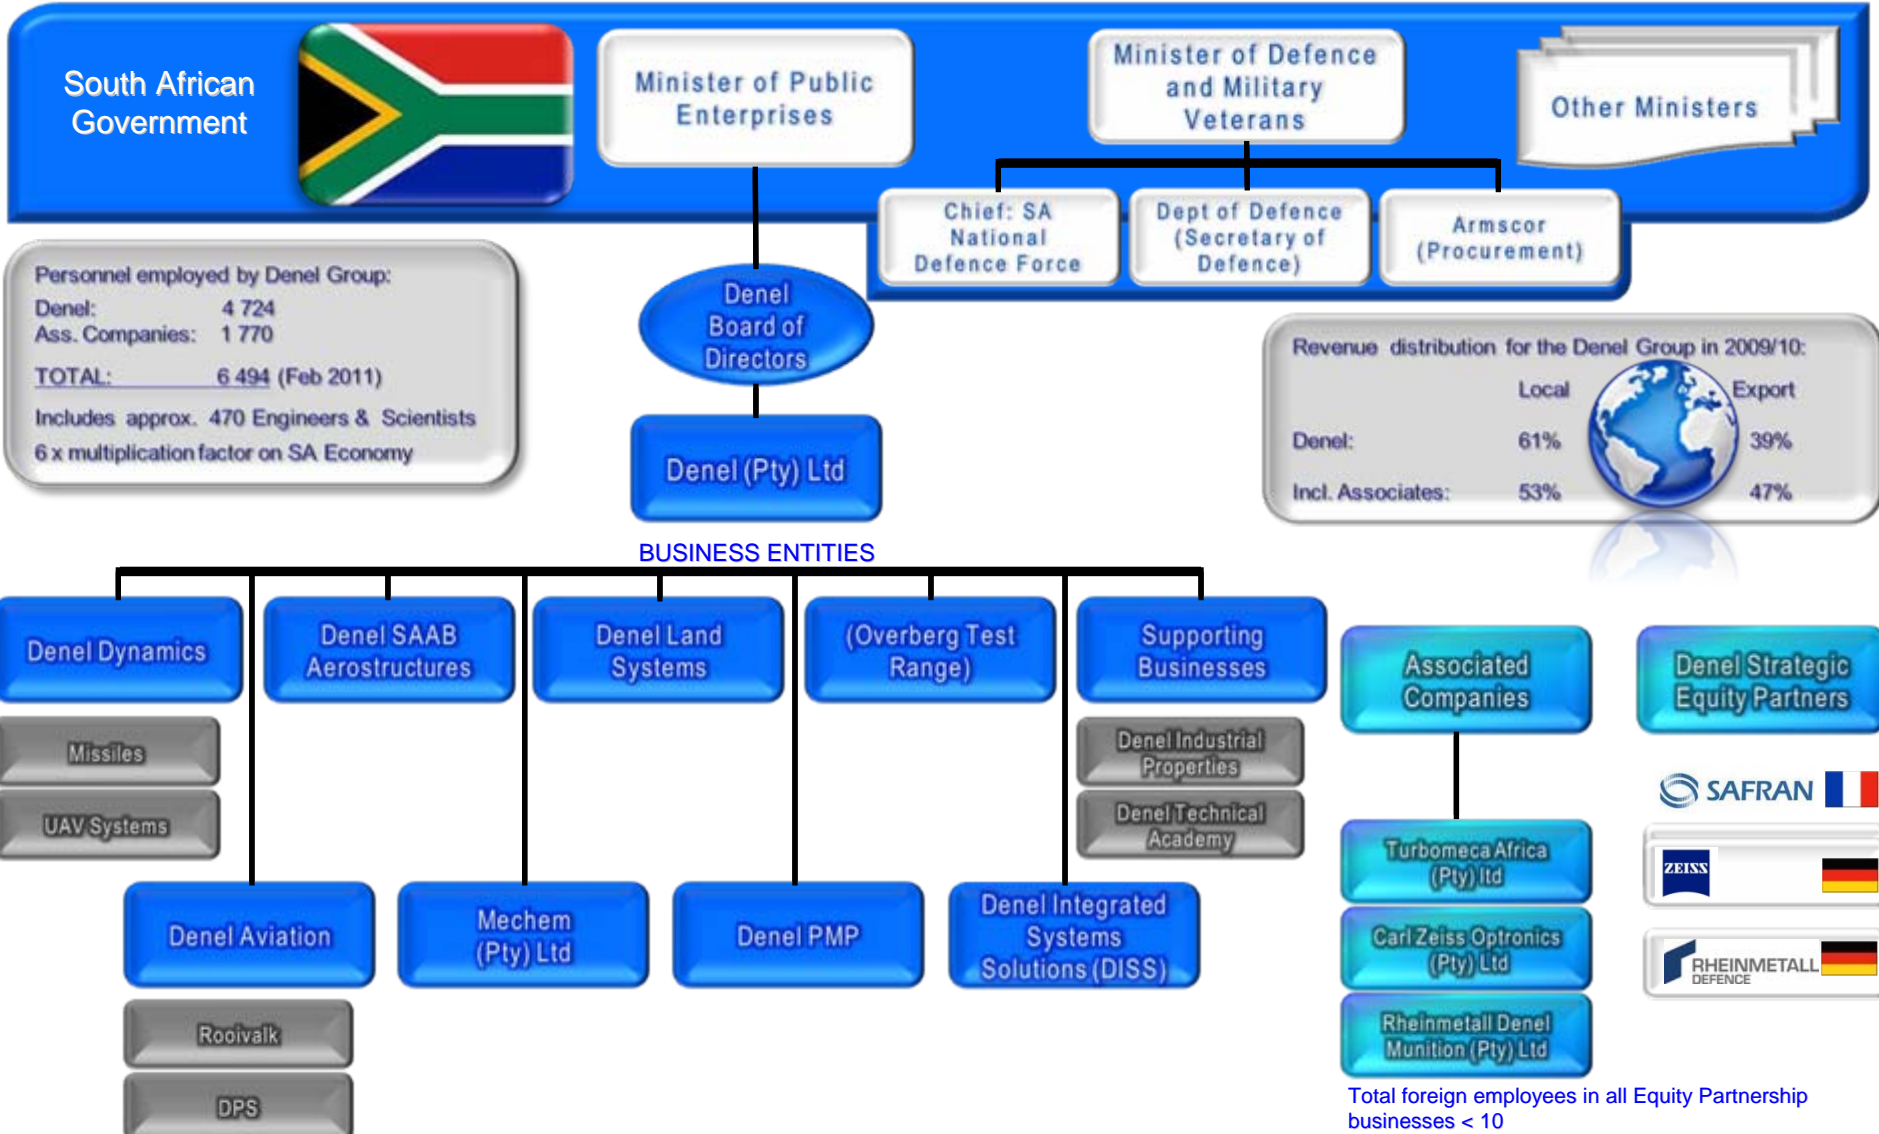 South African
Government
Minister of Public
Enterprises
Minister of Defence
and Military
Veterans
Other Ministers
Chief: SA
National
Defence Force
Dept of Defence
(Secretary of
Defence)
Armscor
(Procurement)
Personnel employed by Denel Group:
Denel: 4 724
Ass. Companies: 1 770
TOTAL: 6 494 (Feb 2011)
Includes approx. 470 Engineers & Scientists
6 x multiplication factor on SA Economy
Denel
Board of
Directors
Denel (Pty) Ltd
Revenue distribution for the Denel Group in 2009/10:
Local Export
Denel: 61% 39%
Incl. Associates: 53% 47%
BUSINESS ENTITIES
Denel Dynamics
Missiles
UAV Systems
Denel SAAB
Aerostructures
Denel Land
Systems
(Overberg Test
Range)
Supporting
Businesses
Denel Industrial
Properties
Denel Technical
Academy
Denel Aviation
Rooivalk
DPS
Mechem
(Pty) Ltd
Denel PMP
Denel Integrated
Systems
Solutions (DISS)
Associated
Companies
Turbomeca Africa
(Pty) ltd
Carl Zeiss Optronics
(Pty) Ltd
Rheinmetall Denel
Munition (Pty) Ltd
Denel Strategic
Equity Partners
SAFRAN
ZEISS
RHEINMETALL
DEFENCE
Total foreign employees in all Equity Partnership
businesses < 10